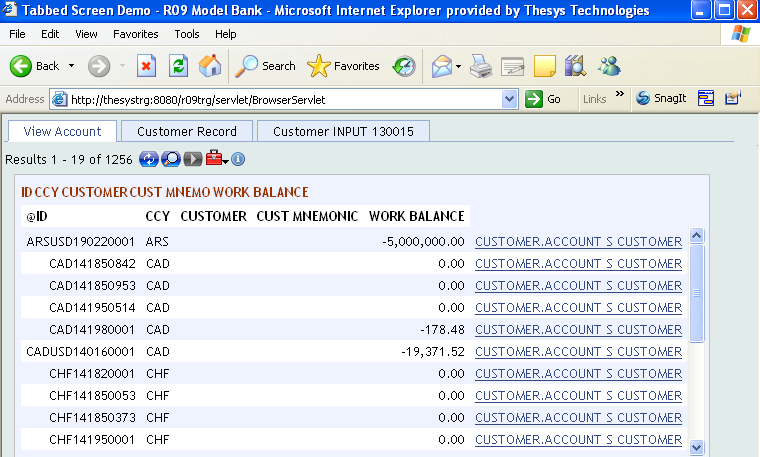 Tabbed Screen Demo - R09 Model Bank - Microsoft Internet Explorer provided by Thesys Technologies
File Edit View Favorites Tools Help
Back Search Favorites
Address http://thesystrg:8080/r09trg/servlet/BrowserServlet Go Links » SnagIt
View Account Customer Record Customer INPUT 130015
Results 1 - 19 of 1256
ID CCY CUSTOMER CUST MNEMO WORK BALANCE
@ID CCY CUSTOMER CUST MNEMONIC WORK BALANCE
ARSUSD190220001 ARS -5,000,000.00 CUSTOMER.ACCOUNT S CUSTOMER
CAD141850842 CAD 0.00 CUSTOMER.ACCOUNT S CUSTOMER
CAD141850953 CAD 0.00 CUSTOMER.ACCOUNT S CUSTOMER
CAD141950514 CAD 0.00 CUSTOMER.ACCOUNT S CUSTOMER
CAD141980001 CAD -178.48 CUSTOMER.ACCOUNT S CUSTOMER
CADUSD140160001 CAD -19,371.52 CUSTOMER.ACCOUNT S CUSTOMER
CHF141820001 CHF 0.00 CUSTOMER.ACCOUNT S CUSTOMER
CHF141850053 CHF 0.00 CUSTOMER.ACCOUNT S CUSTOMER
CHF141850373 CHF 0.00 CUSTOMER.ACCOUNT S CUSTOMER
CHF141950001 CHF 0.00 CUSTOMER.ACCOUNT S CUSTOMER